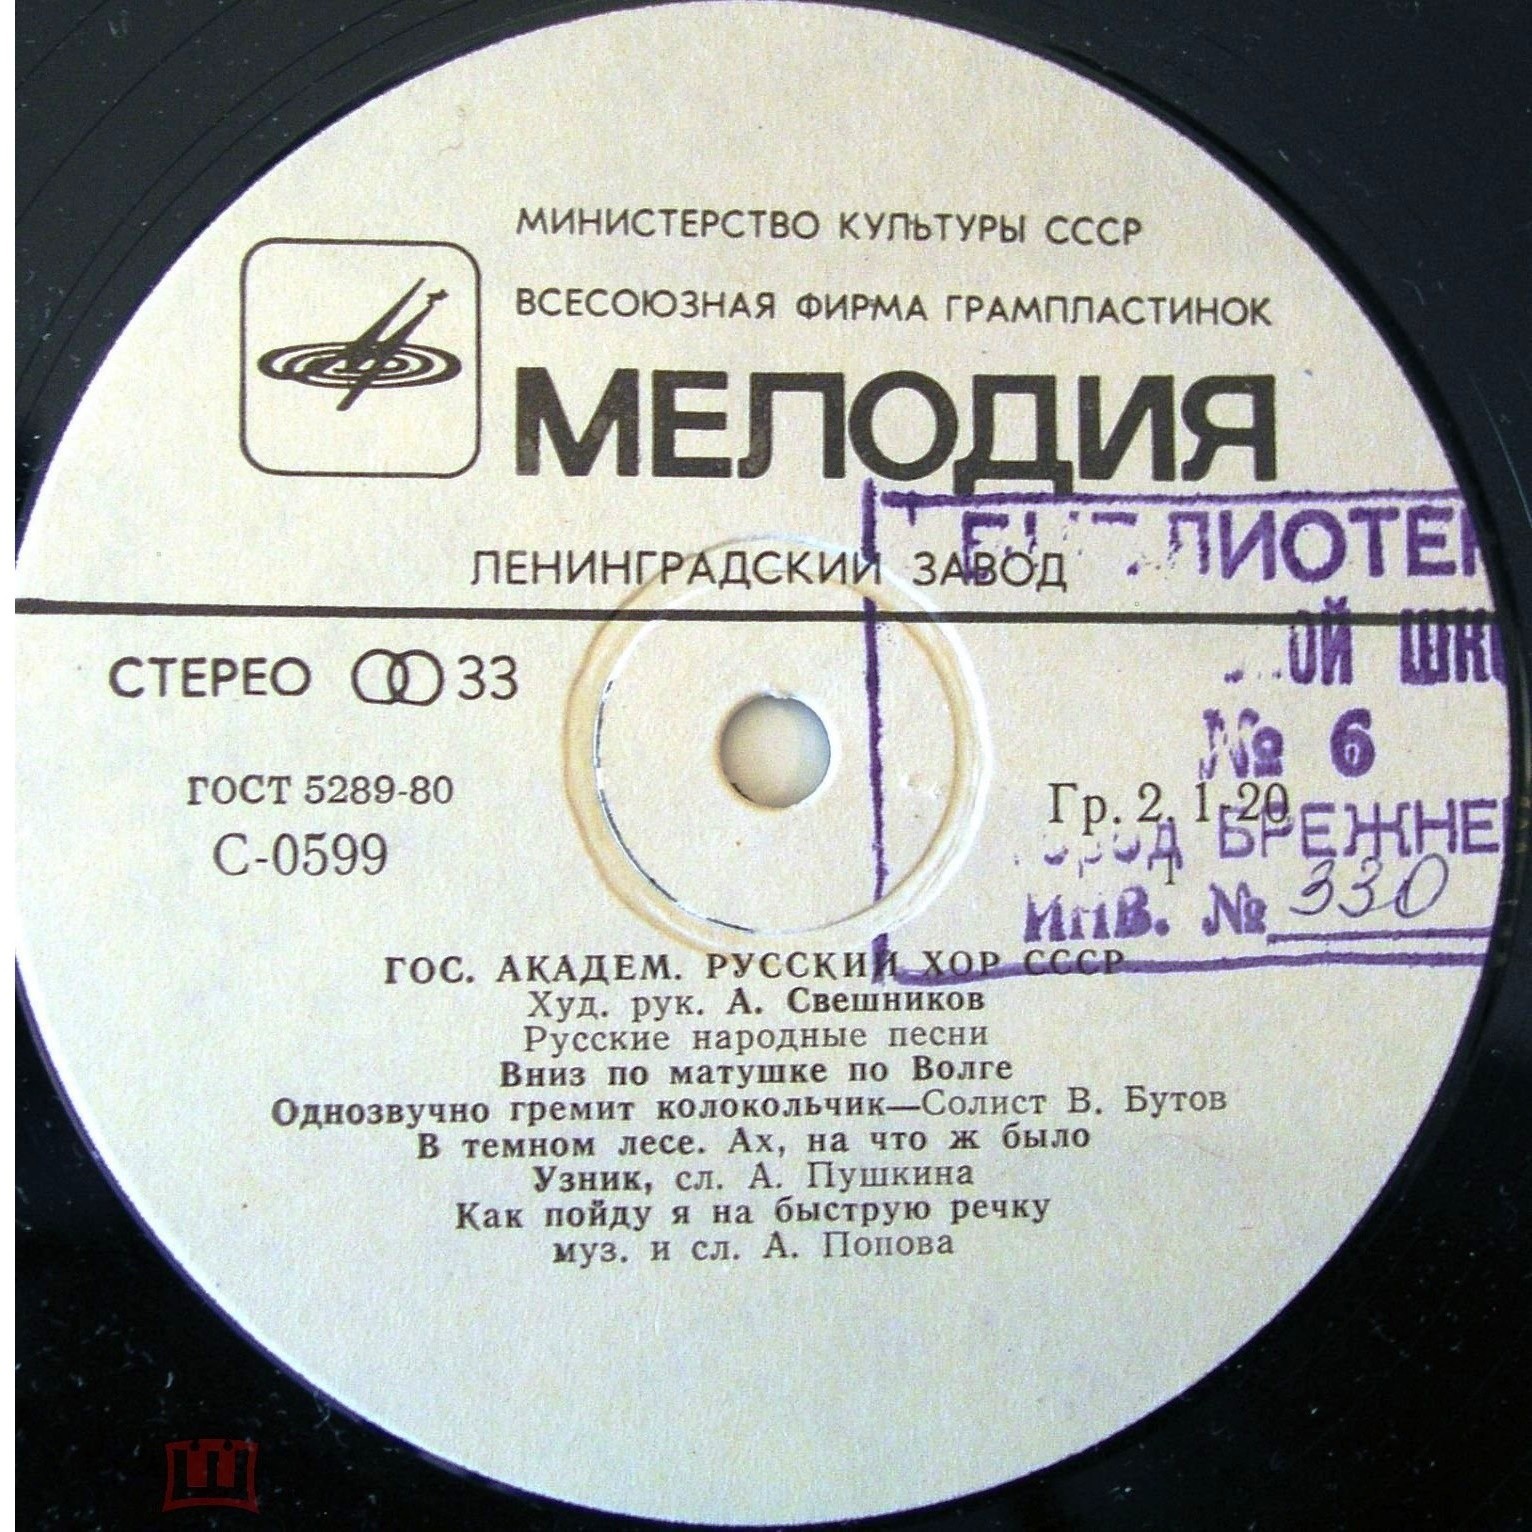 МИНИСТЕРСТВО КУЛЬТУРЫ СССР
ВСЕСОЮЗНАЯ ФИРМА ГРАМПЛАСТИНОК
МЕЛОДИЯ
ЛЕНИНГРАДСКИЙ ЗАВОД
СТЕРЕО 33
№ 6
ГОСТ 5289-80
Гр. 2. 1-20
С-0599
1
ИНВ. № 330
ГОС. АКАДЕМ. РУССКИЙ ХОР СССР
Худ. рук. А. Свешников
Русские народные песни
Вниз по матушке по Волге
Однозвучно гремит колокольчик—Солист В. Бутов
В темном лесе. Ах, на что ж было
Узник, сл. А. Пушкина
Как пойду я на быструю речку
муз. и сл. А. Попова